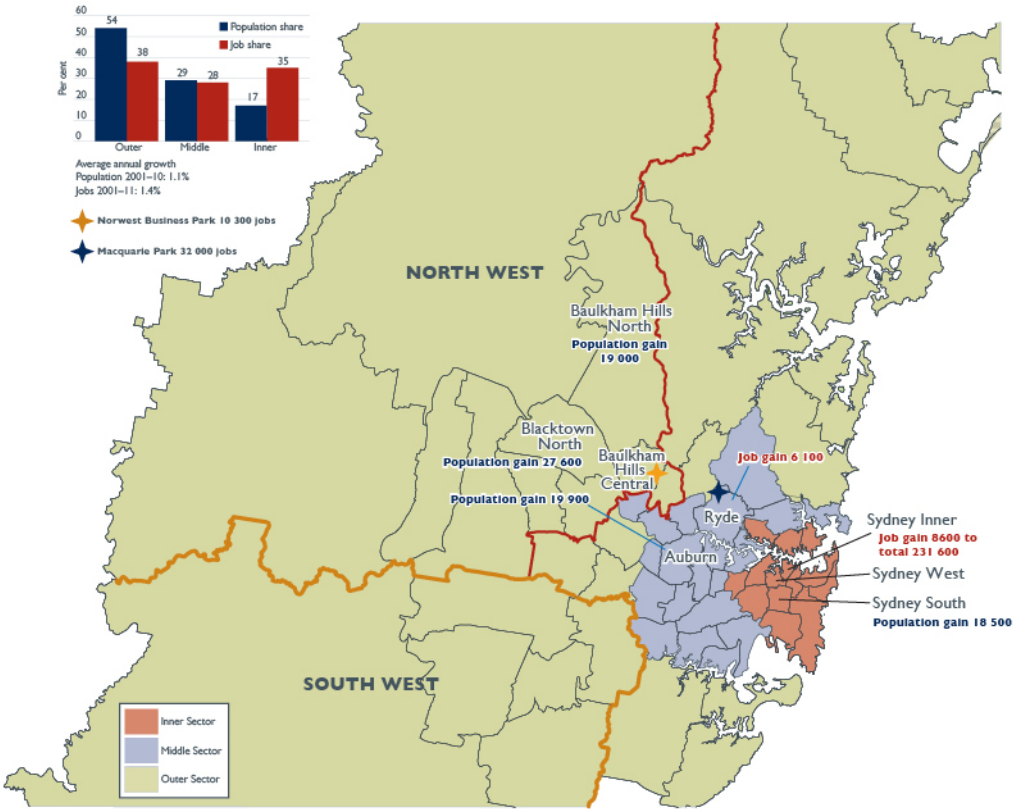 60
50
40
30
20
10
0
Per cent
54
38
29
28
17
35
Population share
Job share
Outer
Middle
Inner
Average annual growth
Population 2001–10: 1.1%
Jobs 2001–11: 1.4%
Norwest Business Park 10 300 jobs
Macquarie Park 32 000 jobs
NORTH WEST
Baulkham Hills
North
Population gain
19 000
Blacktown
North
Population gain 27 600
Baulkham
Hills
Central
Population gain 19 900
Job gain 6 100
Ryde
Auburn
Sydney Inner
Job gain 8600 to
total 231 600
Sydney West
Sydney South
Population gain 18 500
SOUTH WEST
Inner Sector
Middle Sector
Outer Sector